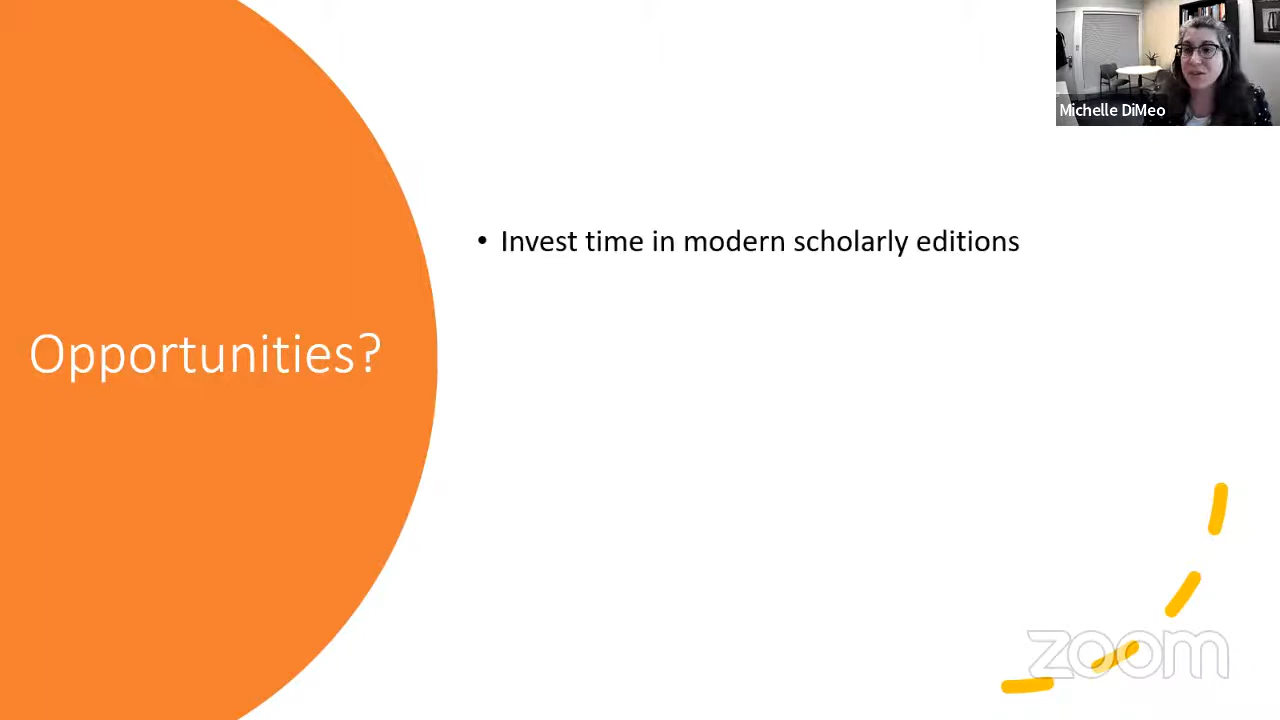 Michelle DiMeo
• Invest time in modern scholarly editions
Opportunities?
zoom